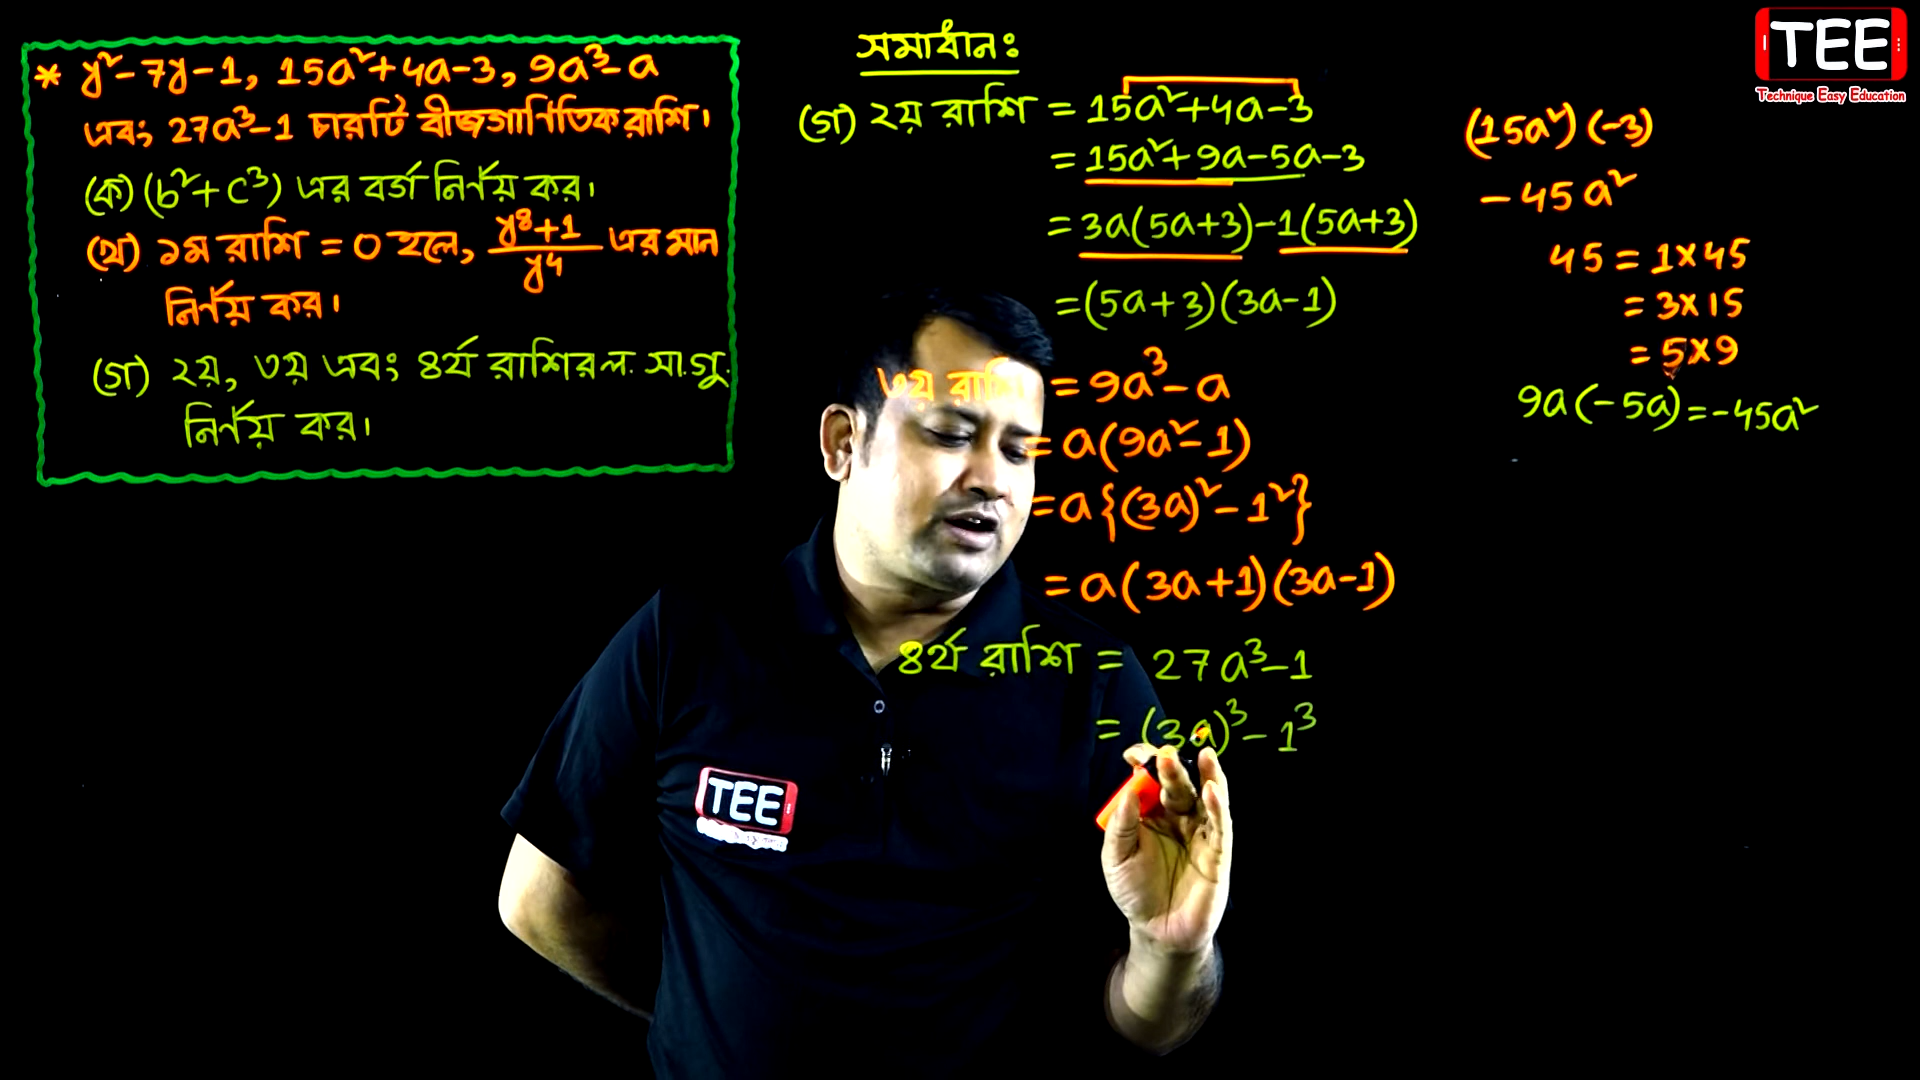 * y²-7y-1, 15a²+4a-3, 9a³-a
এবং 27a³-1 চারটি বীজগাণিতিক রাশি।
(ক) (b²+c³) এর বর্গ নির্ণয় কর।
(খ) ১ম রাশি = 0 হলে, (y⁸+1)/y⁴ এর মান
নির্ণয় কর।
(গ) ২য়, ৩য় এবং ৪র্থ রাশির ল. সা.গু.
নির্ণয় কর।
সমাধানঃ
(গ) ২য় রাশি = 15a²+4a-3
= 15a²+9a-5a-3
= 3a(5a+3)-1(5a+3)
=(5a+3)(3a-1)
৩য় রাশি = 9a³-a
= a(9a²-1)
= a{(3a)²-1²}
= a(3a+1)(3a-1)
৪র্থ রাশি = 27a³-1
= (3a)³-1³
(15a²)(-3)
-45a²
45 = 1×45
= 3×15
= 5×9
9a(-5a)=-45a²
TEE
Technique Easy Education
TEE